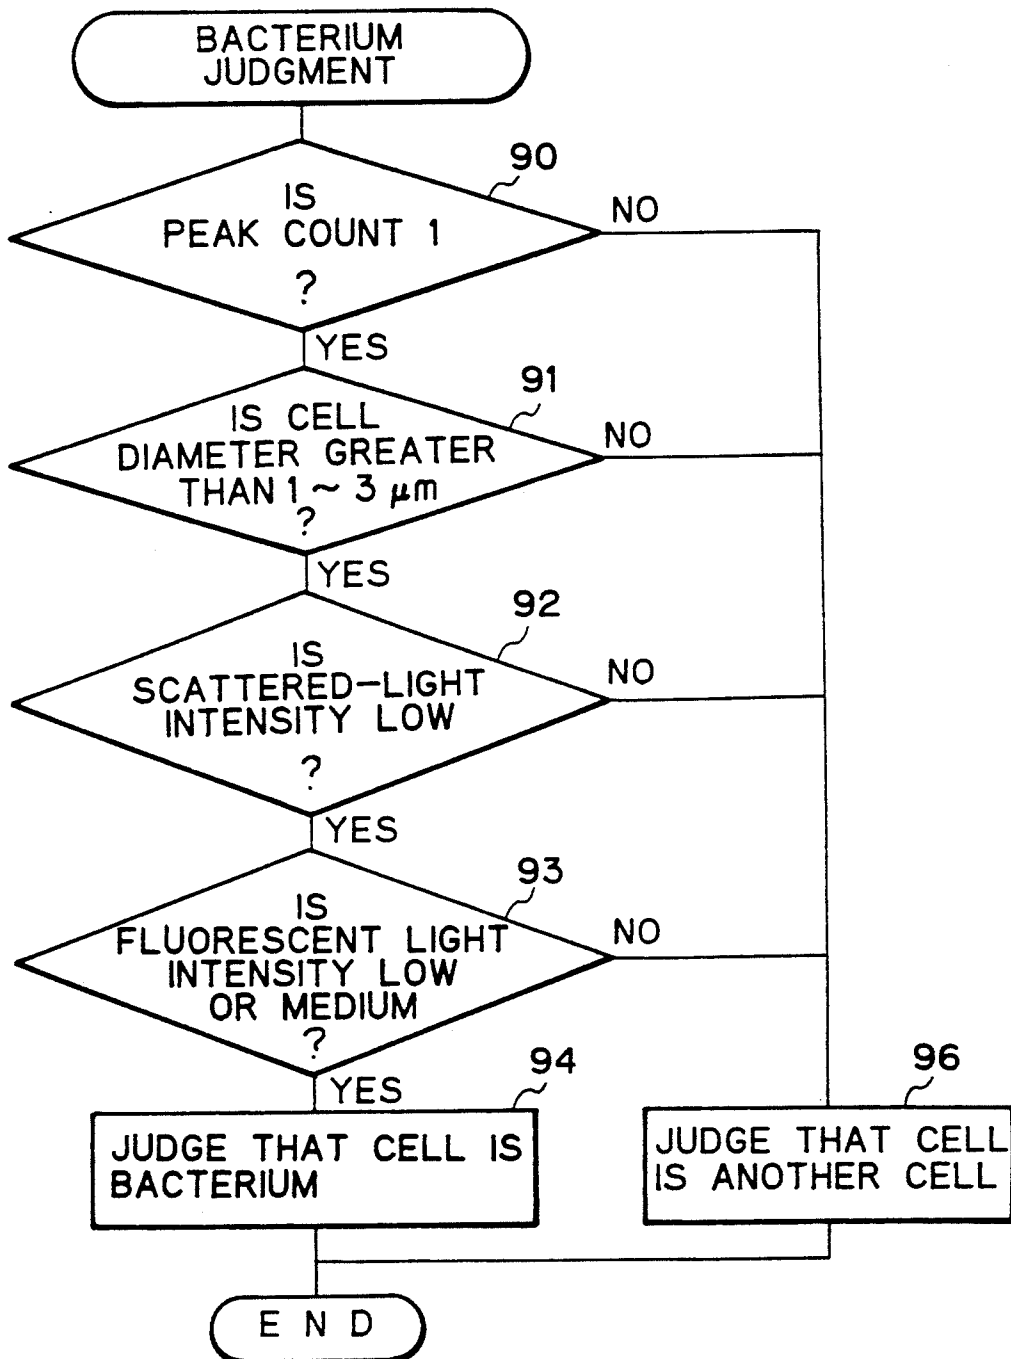 BACTERIUM
JUDGMENT
90
IS
PEAK COUNT 1
?
NO
YES
91
IS CELL
DIAMETER GREATER
THAN 1 ~ 3 μm
?
NO
YES
92
IS
SCATTERED-LIGHT
INTENSITY LOW
?
NO
YES
93
IS
FLUORESCENT LIGHT
INTENSITY LOW
OR MEDIUM
?
NO
YES
94
JUDGE THAT CELL IS
BACTERIUM
96
JUDGE THAT CELL
IS ANOTHER CELL
END